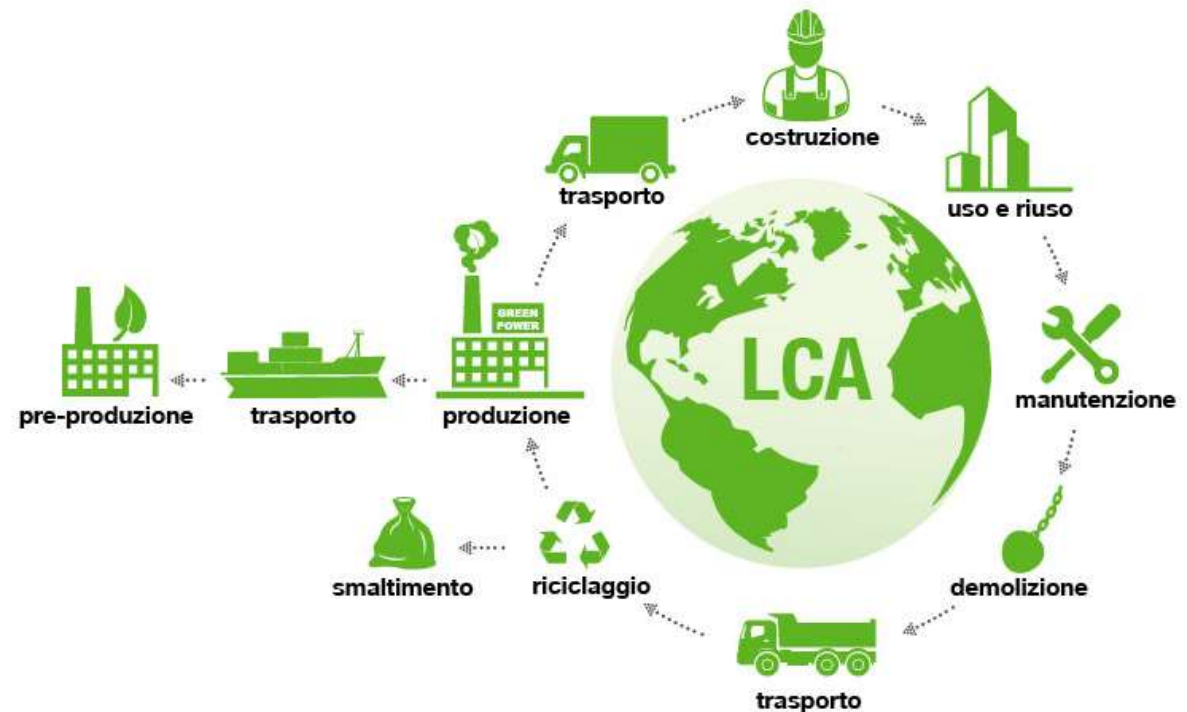 costruzione
trasporto
uso e riuso
GREEN
POWER
LCA
pre-produzione
trasporto
produzione
manutenzione
smaltimento
riciclaggio
demolizione
trasporto